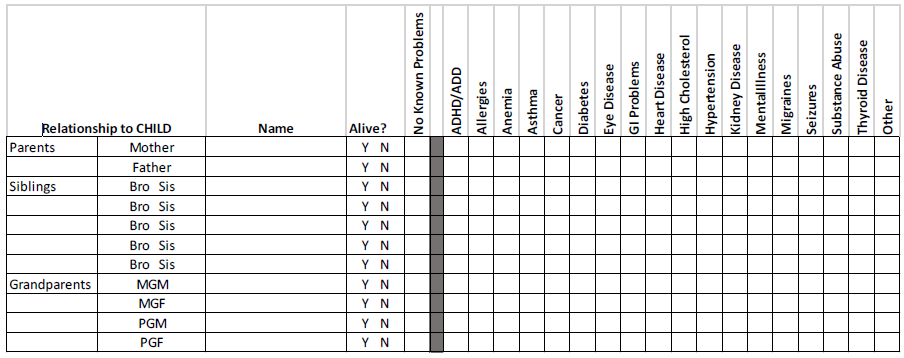 Relationship to CHILD Name Alive? No Known Problems ADHD/ADD Allergies Anemia Asthma Cancer Diabetes Eye Disease GI Problems Heart Disease High Cholesterol Hypertension Kidney Disease MentalIllness Migraines Seizures Substance Abuse Thyroid Disease Other
Parents Mother Y N
Father Y N
Siblings Bro Sis Y N
Bro Sis Y N
Bro Sis Y N
Bro Sis Y N
Bro Sis Y N
Grandparents MGM Y N
MGF Y N
PGM Y N
PGF Y N